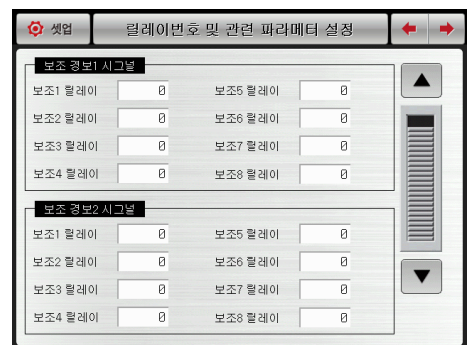 셋업
릴레이번호 및 관련 파라메터 설정
보조 경보1 시그널
보조1 릴레이 0 보조5 릴레이 0
보조2 릴레이 0 보조6 릴레이 0
보조3 릴레이 0 보조7 릴레이 0
보조4 릴레이 0 보조8 릴레이 0
보조 경보2 시그널
보조1 릴레이 0 보조5 릴레이 0
보조2 릴레이 0 보조6 릴레이 0
보조3 릴레이 0 보조7 릴레이 0
보조4 릴레이 0 보조8 릴레이 0